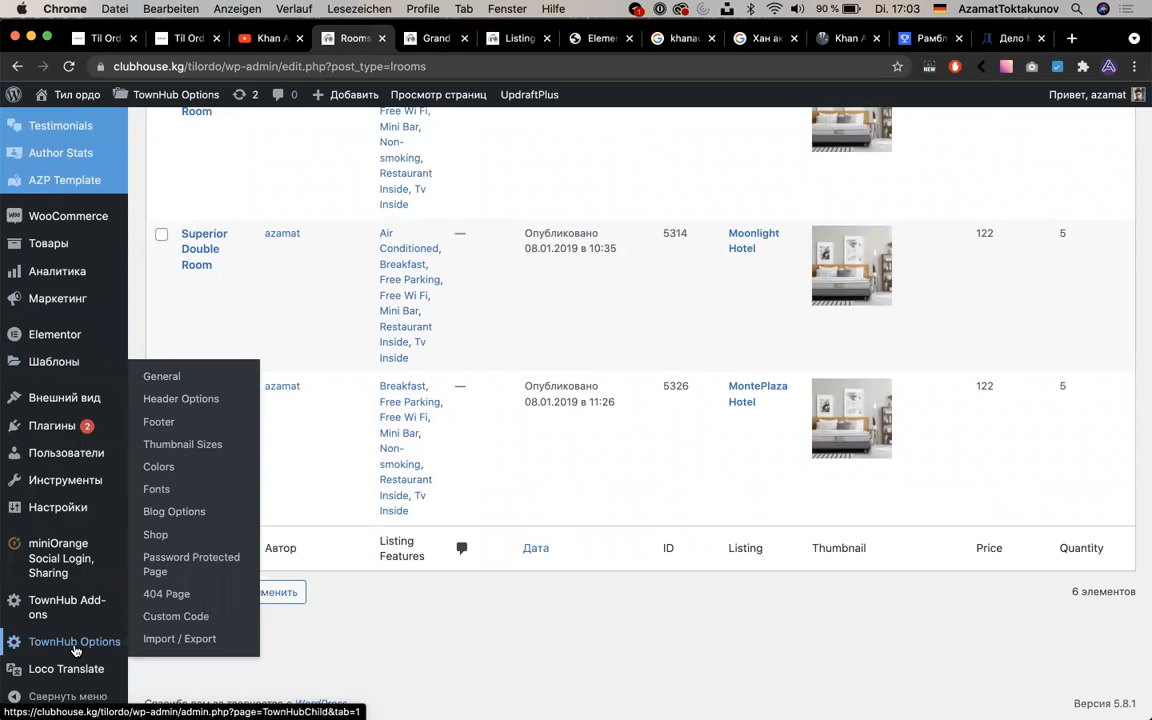 Chrome Datei Bearbeiten Anzeigen Verlauf Lesezeichen Profile Tab Fenster Hilfe 90 % Di. 17:03 AzamatToktakunov
Til Ord Til Ord Khan A Rooms Grand Listing Eleme khanac Хан ак Khan A Рамбл Дело М
clubhouse.kg/tilordo/wp-admin/edit.php?post_type=lrooms NEW
Тил ордо TownHub Options 2 0 Добавить Просмотр страниц UpdraftPlus Привет, azamat
Testimonials
Author Stats
AZP Template
WooCommerce
Товары
Аналитика
Маркетинг
Elementor
Шаблоны
Внешний вид
Плагины 2
Пользователи
Инструменты
Настройки
miniOrange
Social Login,
Sharing
TownHub Add-
ons
TownHub Options
Loco Translate
Свернуть меню
General
Header Options
Footer
Thumbnail Sizes
Colors
Fonts
Blog Options
Shop
Password Protected
Page
404 Page
Custom Code
Import / Export
Room
Free Wi Fi,
Mini Bar,
Non-
smoking,
Restaurant
Inside, Tv
Inside
Superior
Double
Room
azamat
Air
Conditioned,
Breakfast,
Free Parking,
Free Wi Fi,
Mini Bar,
Restaurant
Inside, Tv
Inside
—
Опубликовано
08.01.2019 в 10:35
5314
Moonlight
Hotel
122
5
azamat
Breakfast,
Free Parking,
Free Wi Fi,
Mini Bar,
Non-
smoking,
Restaurant
Inside, Tv
Inside
—
Опубликовано
08.01.2019 в 11:26
5326
MontePlaza
Hotel
122
5
Автор
Listing
Features
Дата
ID
Listing
Thumbnail
Price
Quantity
менить
6 элементов
Спасибо вам за творчество с WordPress.
Версия 5.8.1
https://clubhouse.kg/tilordo/wp-admin/admin.php?page=TownHubChild&tab=1